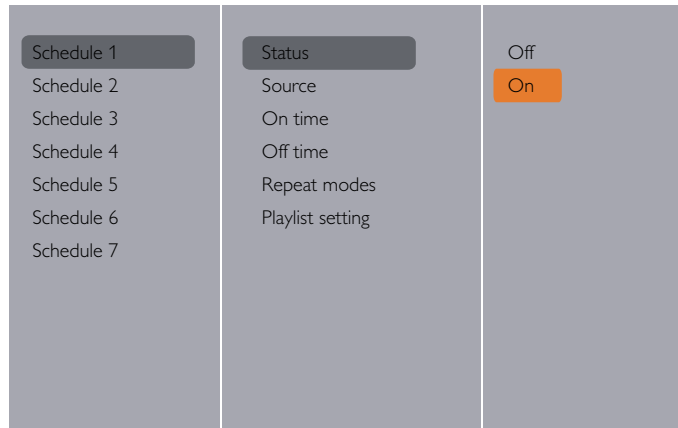 Schedule 1
Schedule 2
Schedule 3
Schedule 4
Schedule 5
Schedule 6
Schedule 7
Status
Source
On time
Off time
Repeat modes
Playlist setting
Off
On